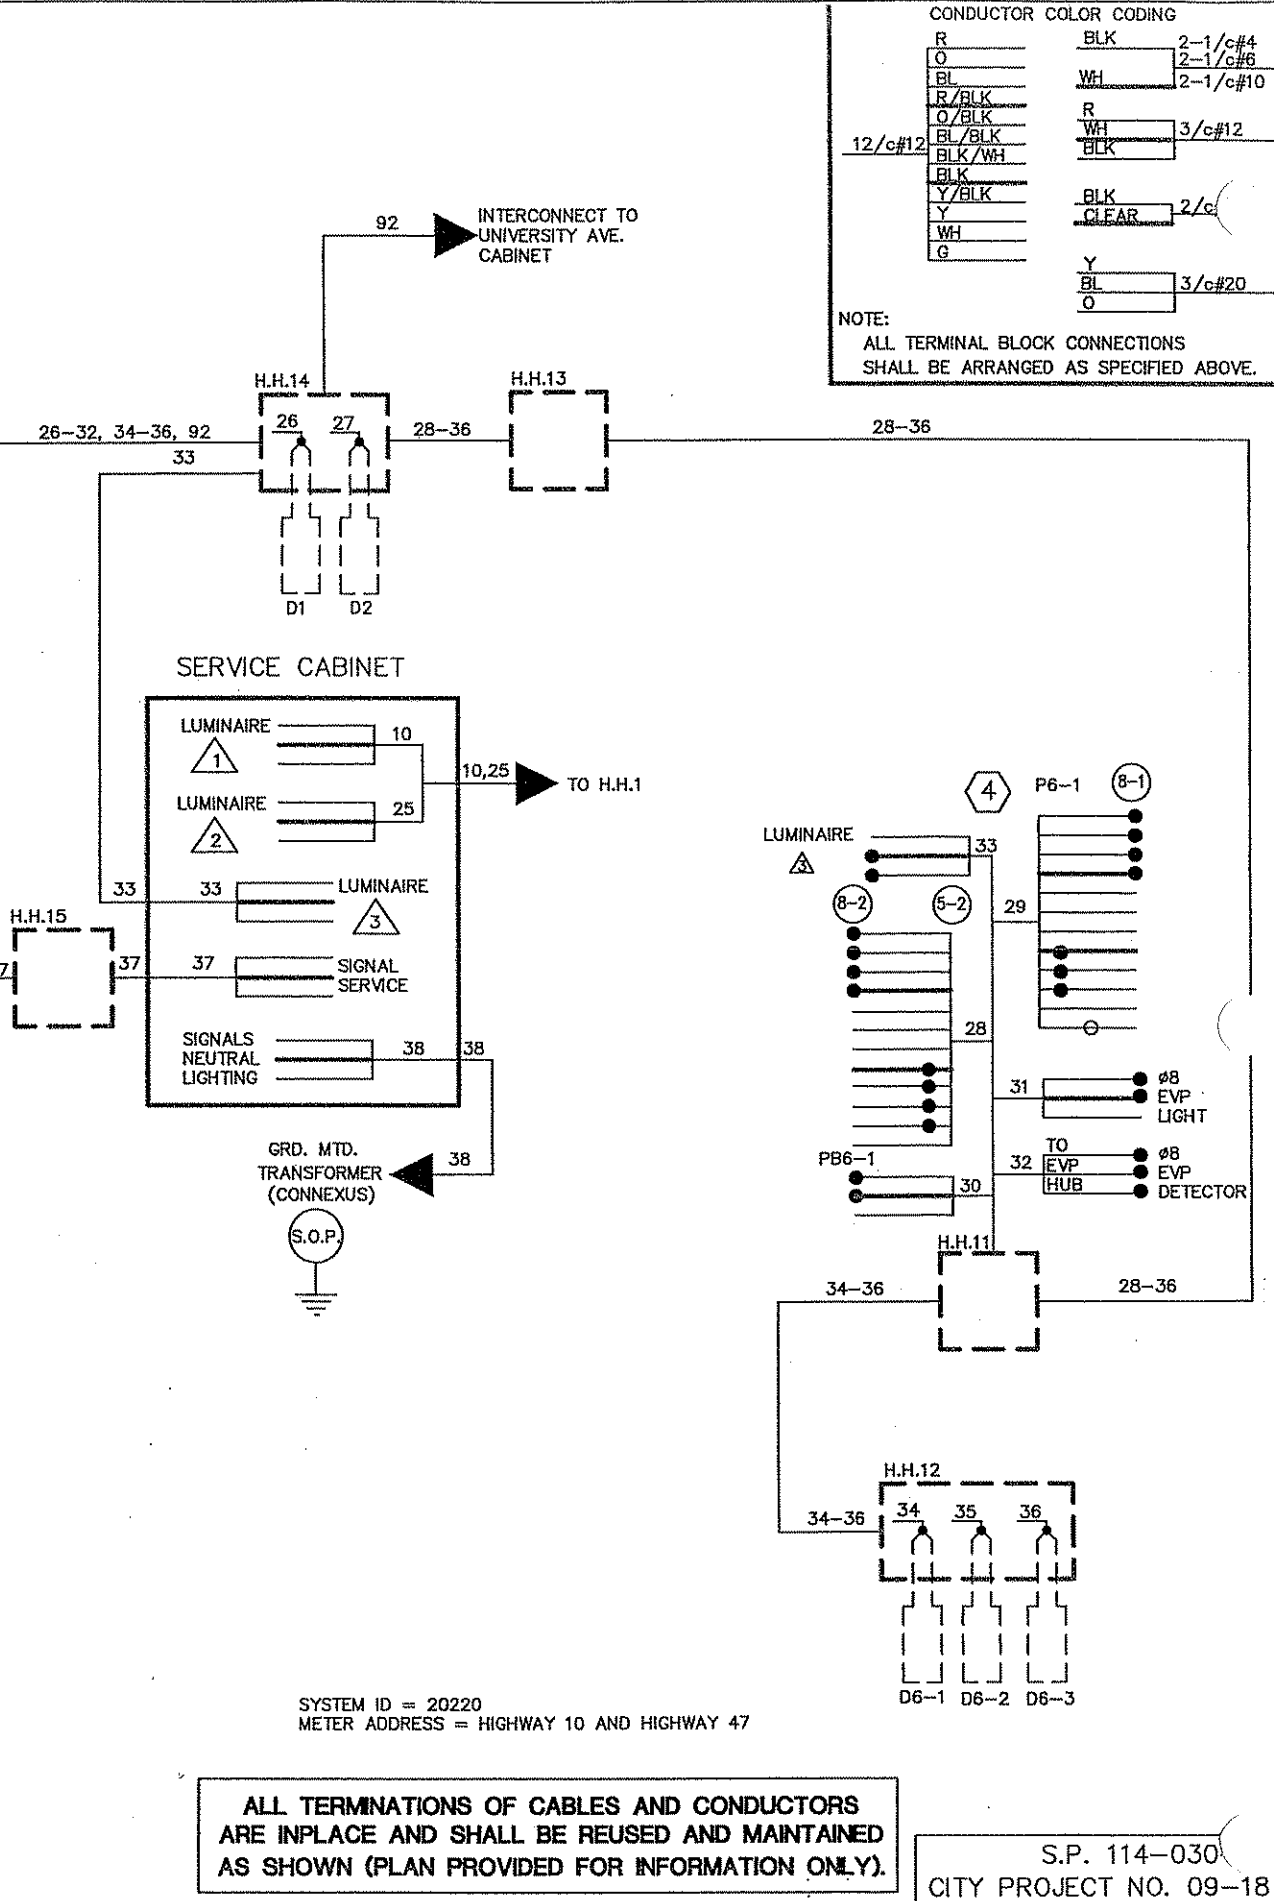 CONDUCTOR COLOR CODING
R
O
BL
R/BLK
O/BLK
BL/BLK
BLK/WH
BLK
Y/BLK
Y
WH
G
12/c#12
BLK
WH
2-1/c#4
2-1/c#6
2-1/c#10
R
WH
BLK
3/c#12
BLK
CLEAR
2/c
Y
BL
O
3/c#20
NOTE:
ALL TERMINAL BLOCK CONNECTIONS
SHALL BE ARRANGED AS SPECIFIED ABOVE.
92
INTERCONNECT TO
UNIVERSITY AVE.
CABINET
H.H.14
H.H.13
26-32, 34-36, 92
26
27
28-36
28-36
33
D1
D2
SERVICE CABINET
LUMINAIRE
1
10
LUMINAIRE
2
25
10,25
TO H.H.1
33
33
LUMINAIRE
3
H.H.15
7
37
37
SIGNAL
SERVICE
SIGNALS
NEUTRAL
LIGHTING
38
38
GRD. MTD.
TRANSFORMER
(CONNEXUS)
38
S.O.P.
4
P6-1
8-1
LUMINAIRE
3
33
8-2
5-2
29
28
31
ø8
EVP
LIGHT
PB6-1
30
32
TO
EVP
HUB
ø8
EVP
DETECTOR
H.H.11
34-36
28-36
H.H.12
34-36
34
35
36
D6-1
D6-2
D6-3
SYSTEM ID = 20220
METER ADDRESS = HIGHWAY 10 AND HIGHWAY 47
ALL TERMINATIONS OF CABLES AND CONDUCTORS
ARE INPLACE AND SHALL BE REUSED AND MAINTAINED
AS SHOWN (PLAN PROVIDED FOR INFORMATION ONLY).
S.P. 114-030
CITY PROJECT NO. 09-18